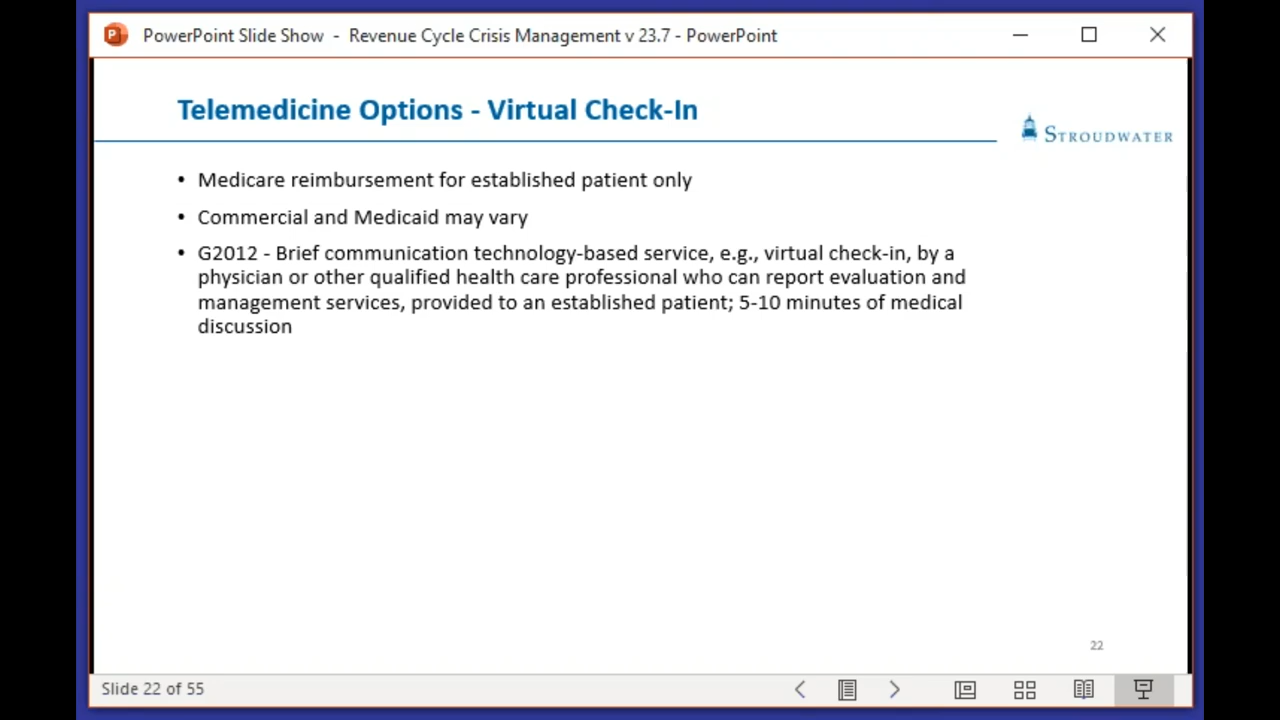 PowerPoint Slide Show - Revenue Cycle Crisis Management v 23.7 - PowerPoint
Telemedicine Options - Virtual Check-In
STROUDWATER
• Medicare reimbursement for established patient only
• Commercial and Medicaid may vary
• G2012 - Brief communication technology-based service, e.g., virtual check-in, by a
physician or other qualified health care professional who can report evaluation and
management services, provided to an established patient; 5-10 minutes of medical
discussion
22
Slide 22 of 55